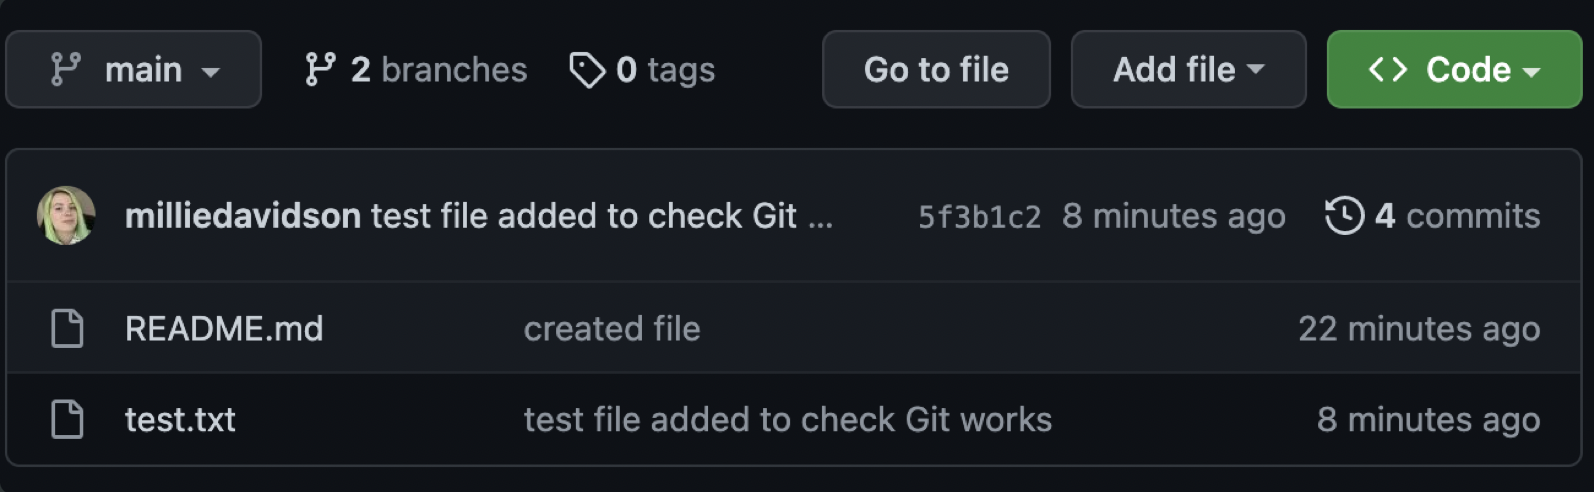 main 2 branches 0 tags Go to file Add file <> Code
milliedavidson test file added to check Git ... 5f3b1c2 8 minutes ago 4 commits
README.md created file 22 minutes ago
test.txt test file added to check Git works 8 minutes ago